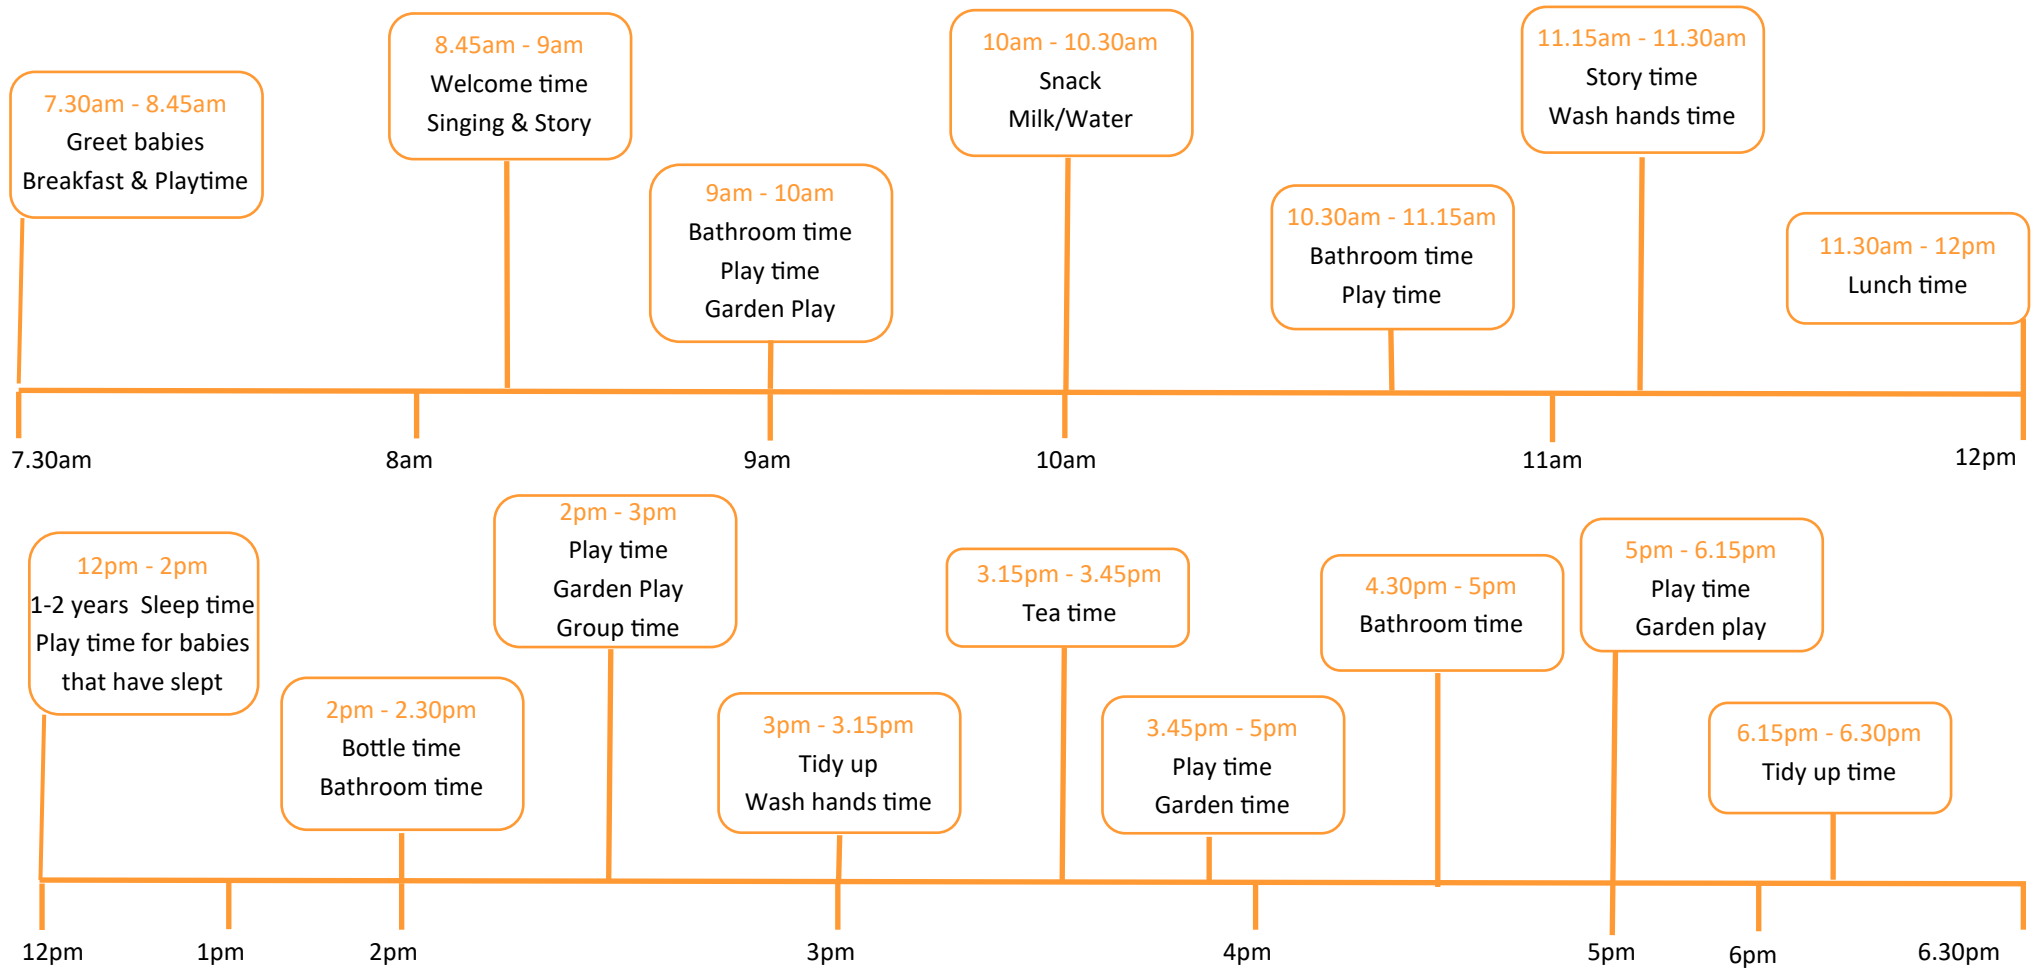 7.30am - 8.45am
Greet babies
Breakfast & Playtime
8.45am - 9am
Welcome time
Singing & Story
9am - 10am
Bathroom time
Play time
Garden Play
10am - 10.30am
Snack
Milk/Water
10.30am - 11.15am
Bathroom time
Play time
11.15am - 11.30am
Story time
Wash hands time
11.30am - 12pm
Lunch time
7.30am
8am
9am
10am
11am
12pm
12pm - 2pm
1-2 years  Sleep time
Play time for babies
that have slept
2pm - 2.30pm
Bottle time
Bathroom time
2pm - 3pm
Play time
Garden Play
Group time
3pm - 3.15pm
Tidy up
Wash hands time
3.15pm - 3.45pm
Tea time
3.45pm - 5pm
Play time
Garden time
4.30pm - 5pm
Bathroom time
5pm - 6.15pm
Play time
Garden play
6.15pm - 6.30pm
Tidy up time
12pm
1pm
2pm
3pm
4pm
5pm
6pm
6.30pm